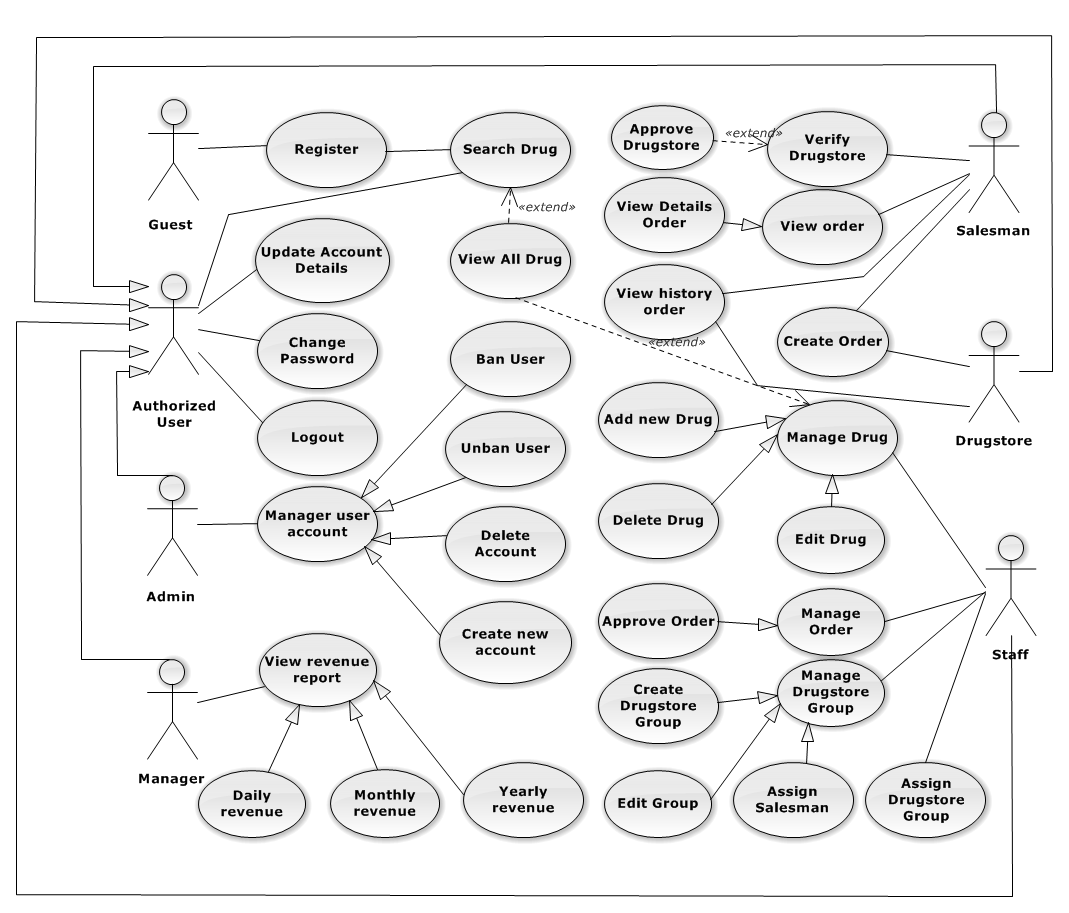 Guest
Register
Search Drug
«extend»
View All Drug
Update Account
Details
Authorized
User
Change
Password
Logout
Ban User
Unban User
Admin
Manager user
account
Delete
Account
Create new
account
Manager
View revenue
report
Daily
revenue
Monthly
revenue
Yearly
revenue
Approve
Drugstore
«extend»
Verify
Drugstore
Salesman
View Details
Order
View order
View history
order
«extend»
Create Order
Drugstore
Add new Drug
Manage Drug
Delete Drug
Edit Drug
Staff
Approve Order
Manage
Order
Create
Drugstore
Group
Manage
Drugstore
Group
Edit Group
Assign
Salesman
Assign
Drugstore
Group